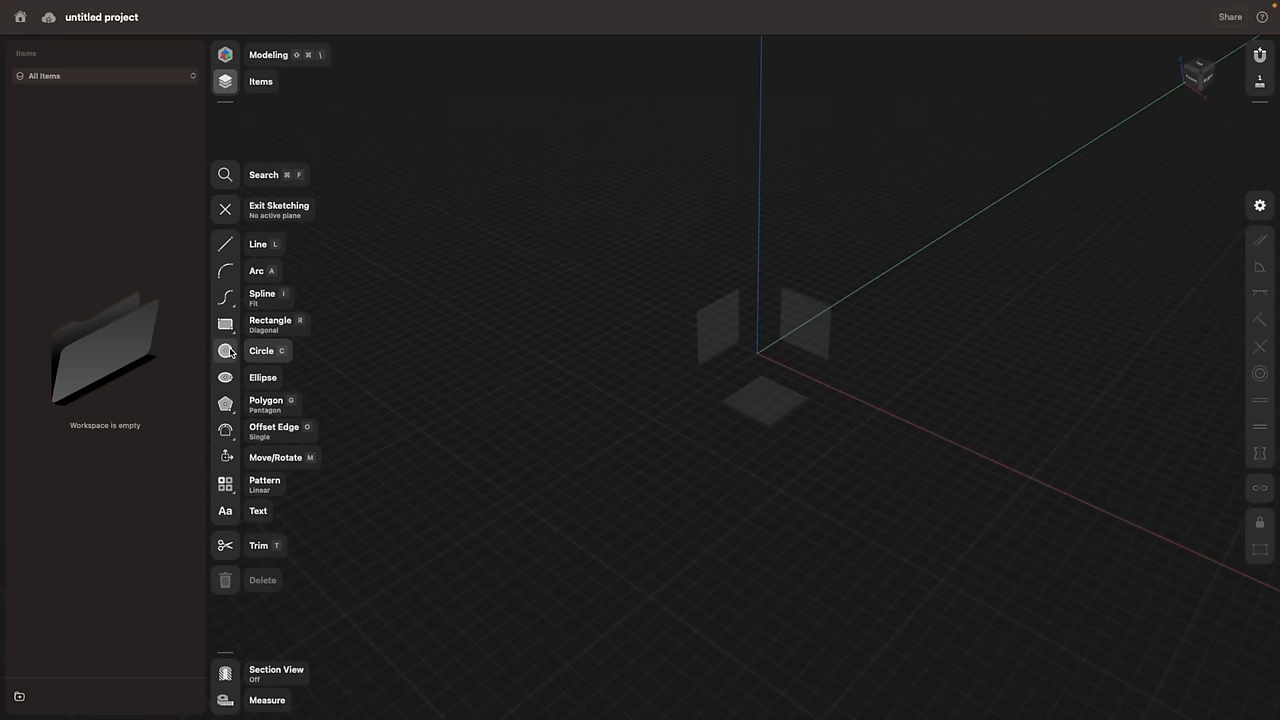 untitled project
Share
Items
All Items
Workspace is empty
Modeling ⇧ ⌘ \
Items
Search ⌘ F
Exit Sketching
No active plane
Line L
Arc A
Spline I
Fit
Rectangle R
Diagonal
Circle C
Ellipse
Polygon G
Pentagon
Offset Edge O
Single
Move/Rotate M
Pattern
Linear
Aa Text
Trim T
Delete
Section View
Off
Measure
1
mm